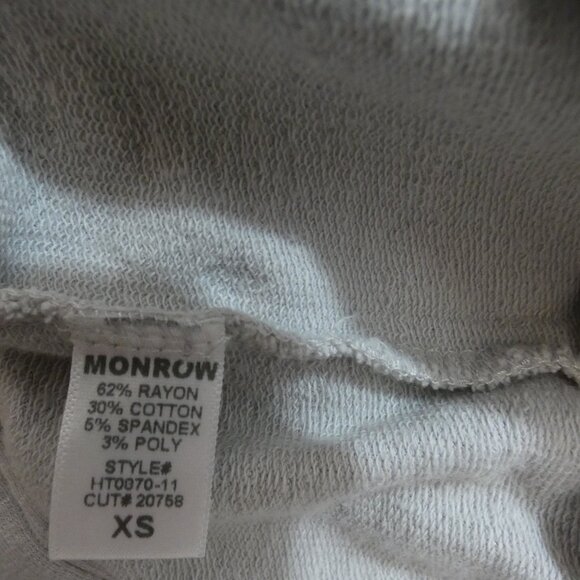 MONROW
62% RAYON
30% COTTON
5% SPANDEX
3% POLY
STYLE#
HT0070-11
CUT# 20758
XS